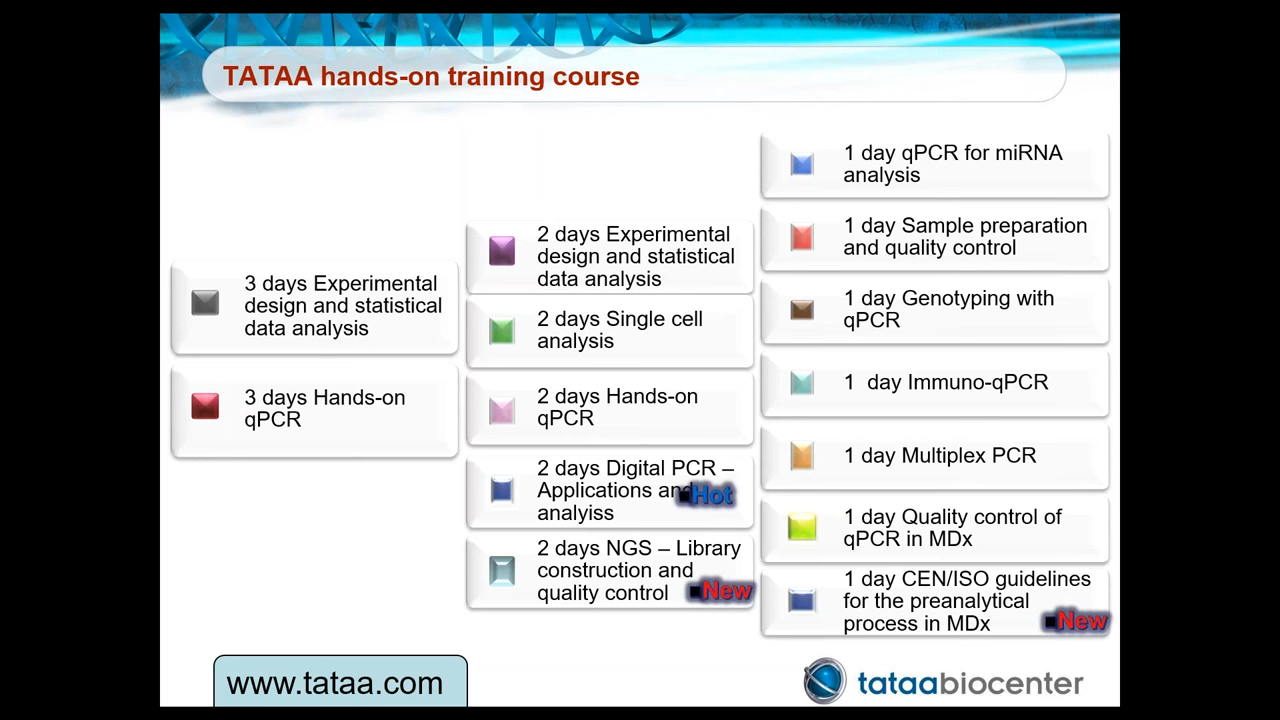 TATAA hands-on training course
3 days Experimental
design and statistical
data analysis
3 days Hands-on
qPCR
2 days Experimental
design and statistical
data analysis
2 days Single cell
analysis
2 days Hands-on
qPCR
2 days Digital PCR –
Applications and
analyiss
Hot
2 days NGS – Library
construction and
quality control
New
1 day qPCR for miRNA
analysis
1 day Sample preparation
and quality control
1 day Genotyping with
qPCR
1 day Immuno-qPCR
1 day Multiplex PCR
1 day Quality control of
qPCR in MDx
1 day CEN/ISO guidelines
for the preanalytical
process in MDx
New
www.tataa.com
tataabiocenter